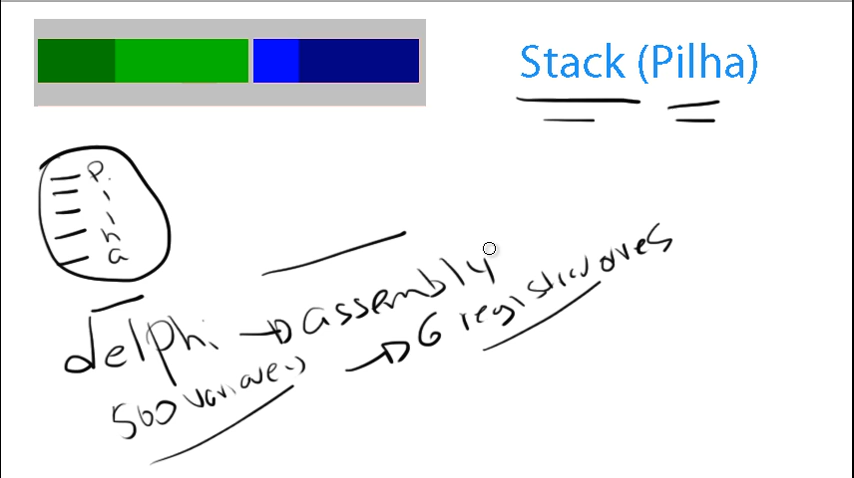 Stack (Pilha)
P.
i
l
h
a
delphi → assembly
500 variaveis → 6 registradores